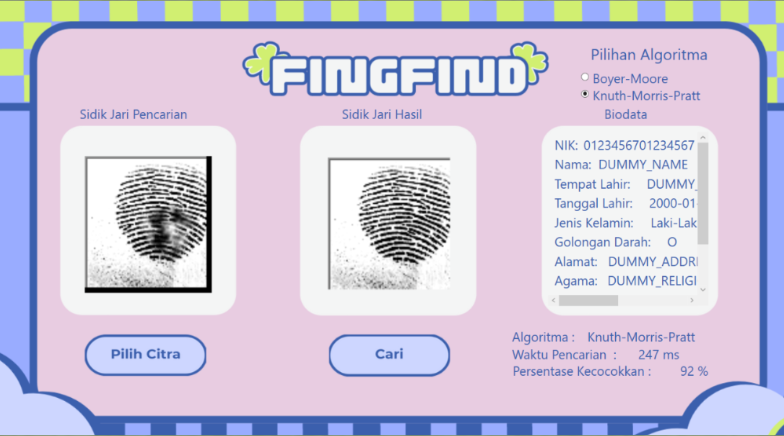 FINGFIND
Pilihan Algoritma
Boyer-Moore
Knuth-Morris-Pratt
Sidik Jari Pencarian
Sidik Jari Hasil
Biodata
NIK: 0123456701234567
Nama: DUMMY_NAME
Tempat Lahir: DUMMY_
Tanggal Lahir: 2000-01-
Jenis Kelamin: Laki-Lak
Golongan Darah: O
Alamat: DUMMY_ADDR
Agama: DUMMY_RELIGI
Pilih Citra
Cari
Algoritma : Knuth-Morris-Pratt
Waktu Pencarian : 247 ms
Persentase Kecocokkan : 92 %